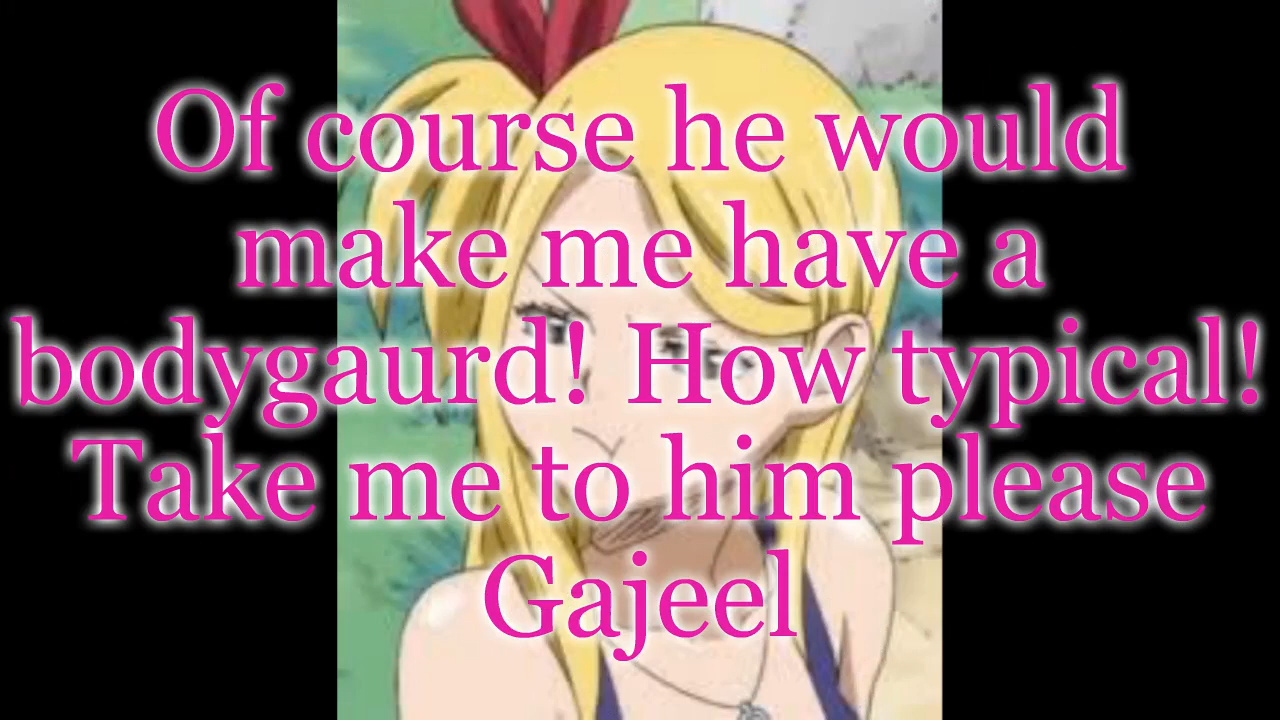 Of course he would
make me have a
bodygaurd! How typical!
Take me to him please
Gajeel